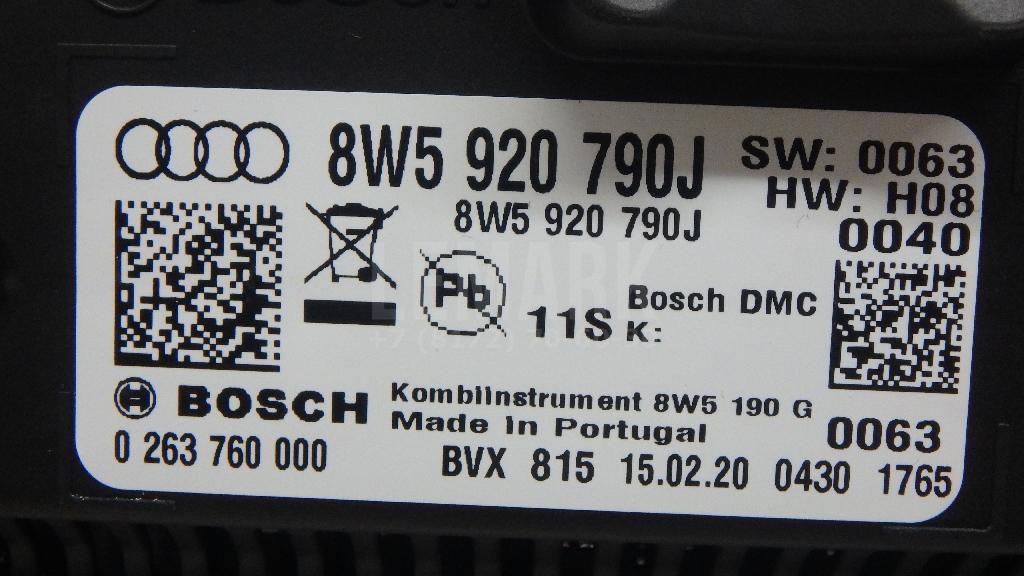 8W5 920 790J SW: 0063
HW: H08
8W5 920 790J 0040
Pb
11S Bosch DMC
K:
BOSCH Kombiinstrument 8W5 190 G
Made in Portugal 0063
0 263 760 000 BVX 815 15.02.20 0430 1765
LEMARK